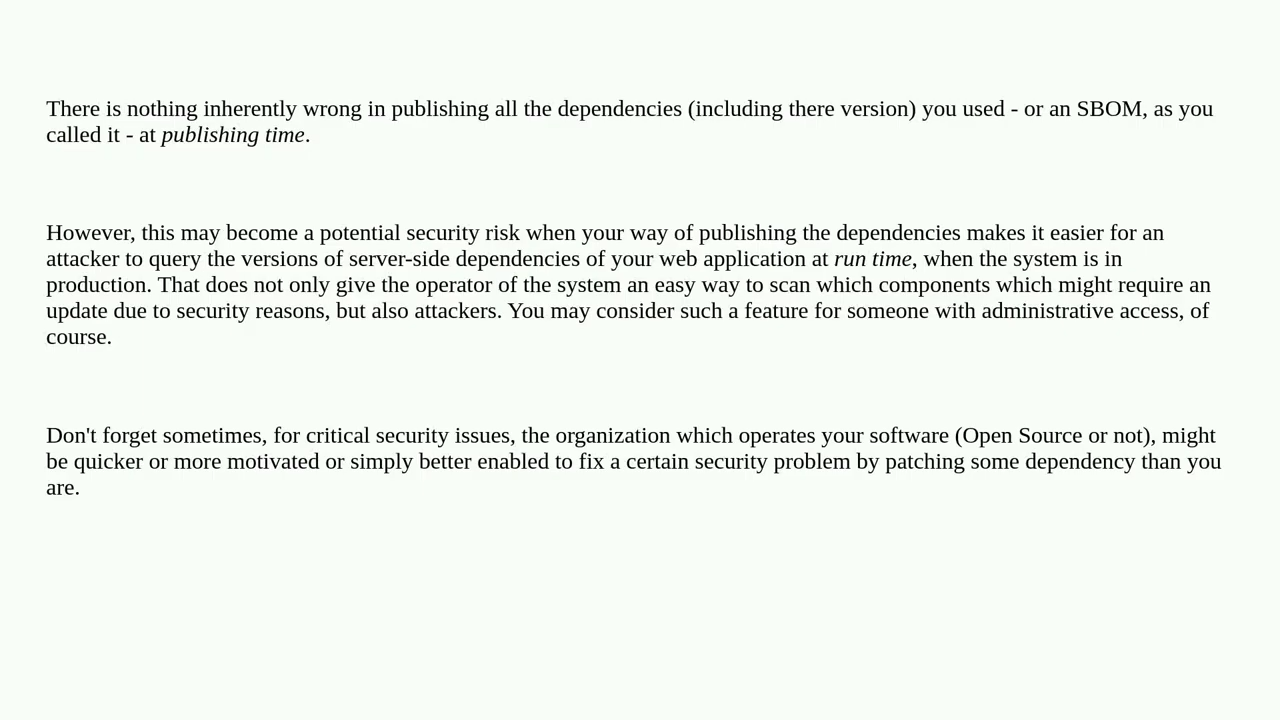 There is nothing inherently wrong in publishing all the dependencies (including there version) you used - or an SBOM, as you
called it - at publishing time.
However, this may become a potential security risk when your way of publishing the dependencies makes it easier for an
attacker to query the versions of server-side dependencies of your web application at run time, when the system is in
production. That does not only give the operator of the system an easy way to scan which components which might require an
update due to security reasons, but also attackers. You may consider such a feature for someone with administrative access, of
course.
Don't forget sometimes, for critical security issues, the organization which operates your software (Open Source or not), might
be quicker or more motivated or simply better enabled to fix a certain security problem by patching some dependency than you
are.